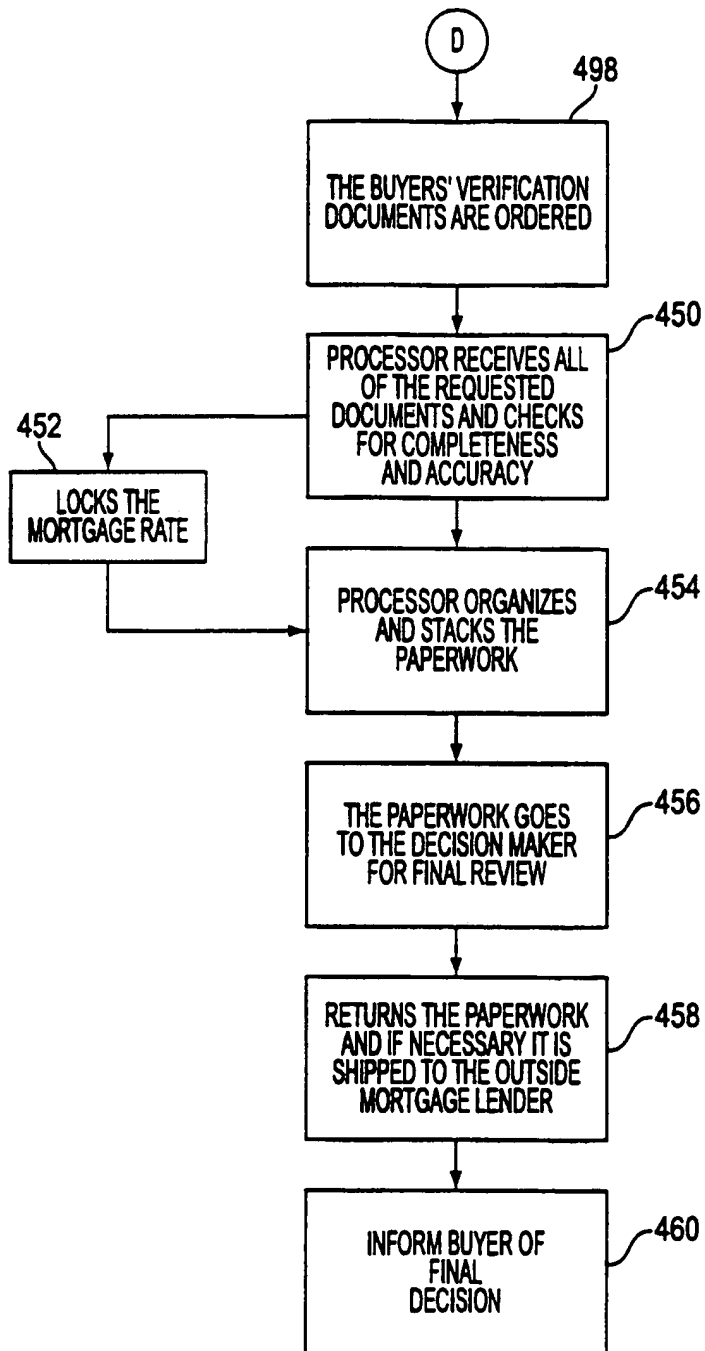 D
498
THE BUYERS' VERIFICATION
DOCUMENTS ARE ORDERED
450
PROCESSOR RECEIVES ALL
OF THE REQUESTED
DOCUMENTS AND CHECKS
FOR COMPLETENESS
AND ACCURACY
452
LOCKS THE
MORTGAGE RATE
454
PROCESSOR ORGANIZES
AND STACKS THE
PAPERWORK
456
THE PAPERWORK GOES
TO THE DECISION MAKER
FOR FINAL REVIEW
458
RETURNS THE PAPERWORK
AND IF NECESSARY IT IS
SHIPPED TO THE OUTSIDE
MORTGAGE LENDER
460
INFORM BUYER OF
FINAL
DECISION